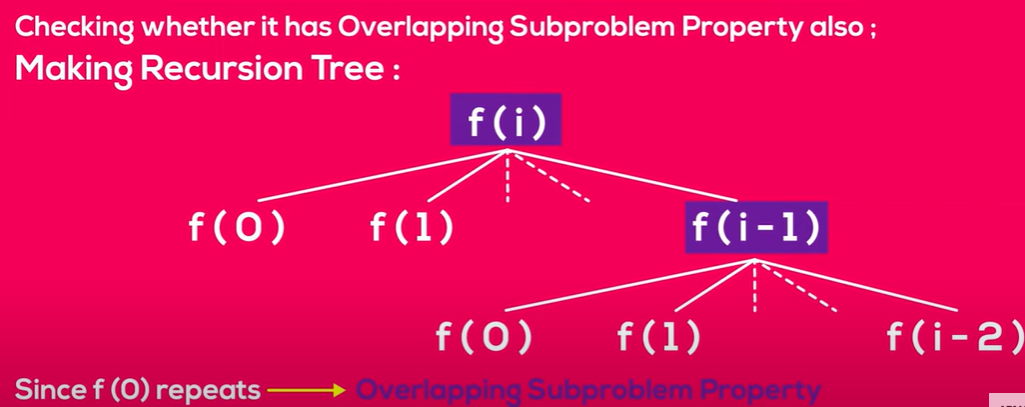 Checking whether it has Overlapping Subproblem Property also ;
Making Recursion Tree :
f(i)
f(0) f(1) f(i-1)
f(0) f(1) f(i-2)
Since f (0) repeats Overlapping Subproblem Property